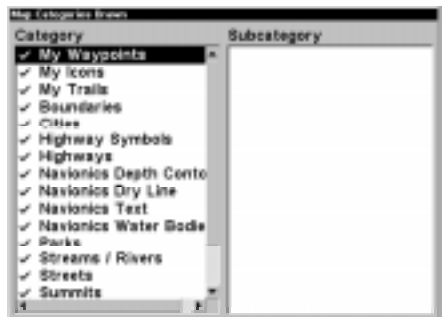 Map Categories Drawn
Category
Subcategory
My Waypoints
My Icons
My Trails
Boundaries
Cities
Highway Symbols
Highways
Navionics Depth Conto
Navionics Dry Line
Navionics Text
Navionics Water Bodie
Parks
Streams / Rivers
Streets
Summits